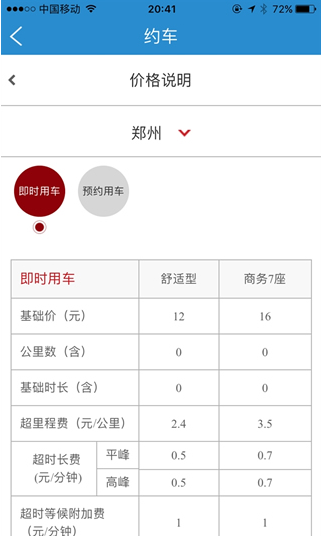 中国移动 20:41 72%
约车
价格说明
郑州
即时用车 预约用车
即时用车 舒适型 商务7座
基础价（元） 12 16
公里数（含） 0 0
基础时长（含） 0 0
超里程费（元/公里） 2.4 3.5
超时长费 平峰 0.5 0.7
(元/分钟) 高峰 0.5 0.7
超时等候附加费 1 1
（元/分钟）